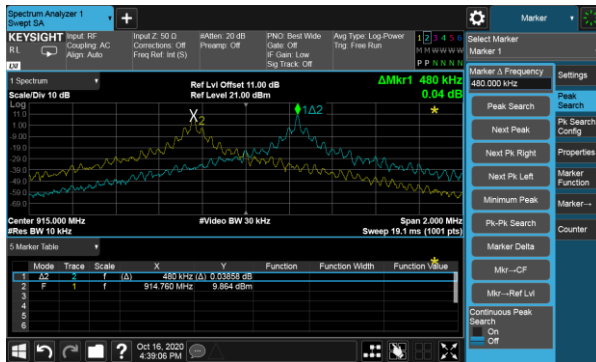 Spectrum Analyzer 1
Swept SA
+
Marker
KEYSIGHT
RL
LXI
Input: RF
Coupling: AC
Align: Auto
Input Z: 50 Ω
Corrections: Off
Freq Ref: Int (S)
#Atten: 20 dB
Preamp: Off
PNO: Best Wide
Gate: Off
IF Gain: Low
Sig Track: Off
Avg Type: Log-Power
Trig: Free Run
1 2 3 4 5 6
M M W W W W
P P N N N N
Select Marker
Marker 1
1 Spectrum
Scale/Div 10 dB
Ref Lvl Offset 11.00 dB
Ref Level 21.00 dBm
ΔMkr1 480 kHz
0.04 dB
Log
11.0
1.00
-9.00
-19.0
-29.0
-39.0
-49.0
-59.0
-69.0
X2
1Δ2
Center 915.000 MHz
#Res BW 10 kHz
#Video BW 30 kHz
Span 2.000 MHz
Sweep 19.1 ms (1001 pts)
5 Marker Table
Mode Trace Scale X Y Function Function Width Function Value
1 Δ2 2 f (Δ) 480 kHz (Δ) 0.03858 dB
2 F 1 f 914.760 MHz 9.864 dBm
3
4
5
6
Marker Δ Frequency
480.000 kHz
Peak Search
Next Peak
Next Pk Right
Next Pk Left
Minimum Peak
Pk-Pk Search
Marker Delta
Mkr→CF
Mkr→Ref Lvl
Continuous Peak
Search
On
Off
Settings
Peak
Search
Pk Search
Config
Properties
Marker
Function
Marker→
Counter
?
Oct 16, 2020
4:39:06 PM